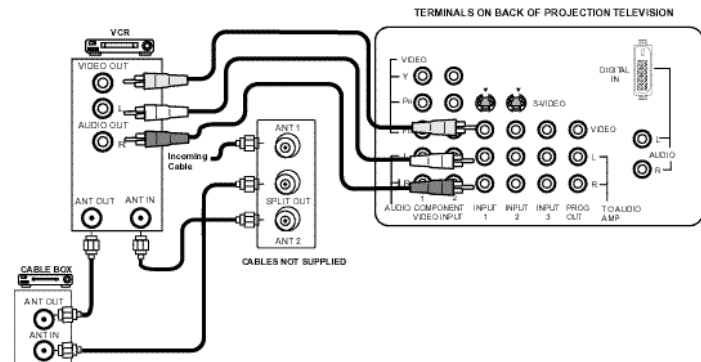 TERMINALS ON BACK OF PROJECTION TELEVISION
VCR
VIDEO OUT
L
AUDIO OUT
R
ANT OUT
ANT IN
Incoming
Cable
ANT 1
SPLIT OUT
ANT 2
CABLES NOT SUPPLIED
CABLE BOX
ANT OUT
ANT IN
VIDEO
Y
S-VIDEO
VIDEO
L
R
AUDIO
1
2
COMPONENT
VIDEO INPUT
INPUT
1
INPUT
2
INPUT
3
PROG
OUT
TO AUDIO
AMP
DIGITAL
IN
L
AUDIO
R